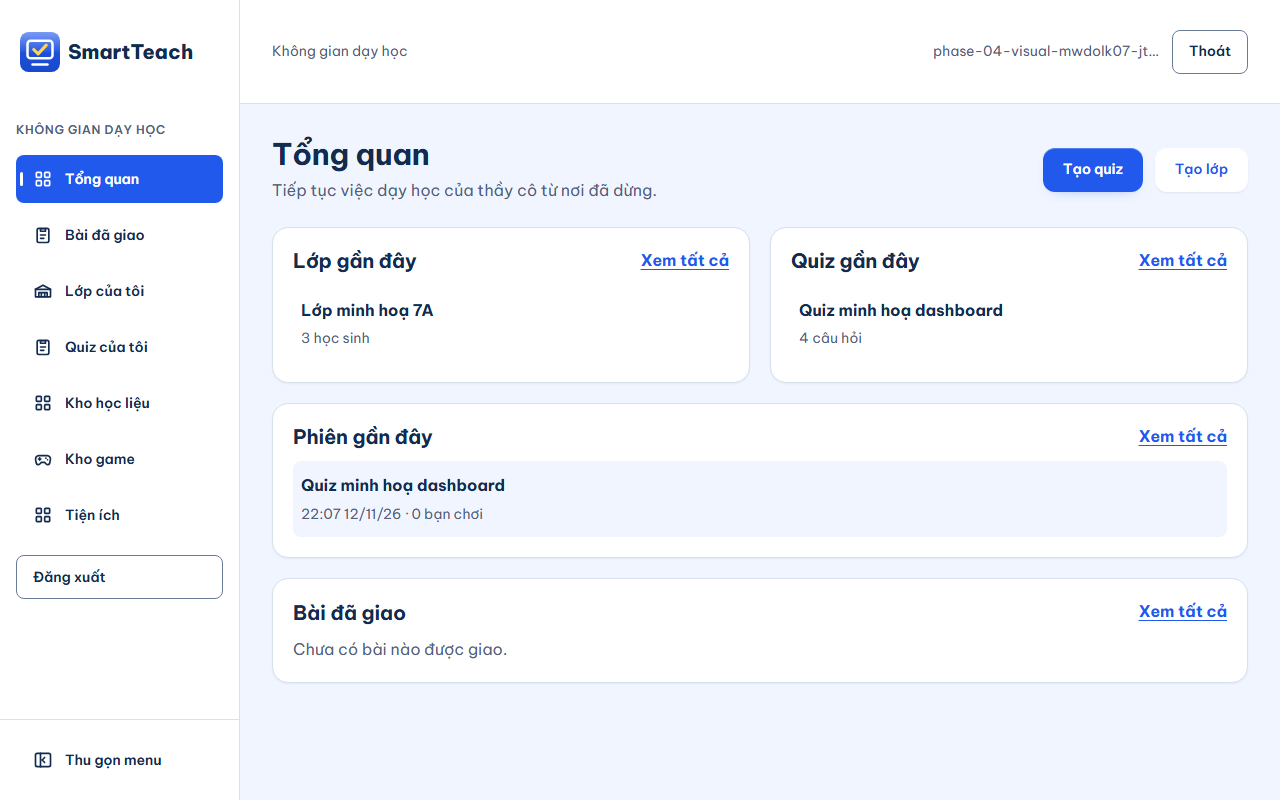 SmartTeach
KHÔNG GIAN DẠY HỌC
Tổng quan
Bài đã giao
Lớp của tôi
Quiz của tôi
Kho học liệu
Kho game
Tiện ích
Đăng xuất
Thu gọn menu
Không gian dạy học
phase-04-visual-mwdolk07-jt…
Thoát
Tổng quan
Tiếp tục việc dạy học của thầy cô từ nơi đã dừng.
Tạo quiz
Tạo lớp
Lớp gần đây
Xem tất cả
Lớp minh hoạ 7A
3 học sinh
Quiz gần đây
Xem tất cả
Quiz minh hoạ dashboard
4 câu hỏi
Phiên gần đây
Xem tất cả
Quiz minh hoạ dashboard
22:07 12/11/26 · 0 bạn chơi
Bài đã giao
Xem tất cả
Chưa có bài nào được giao.